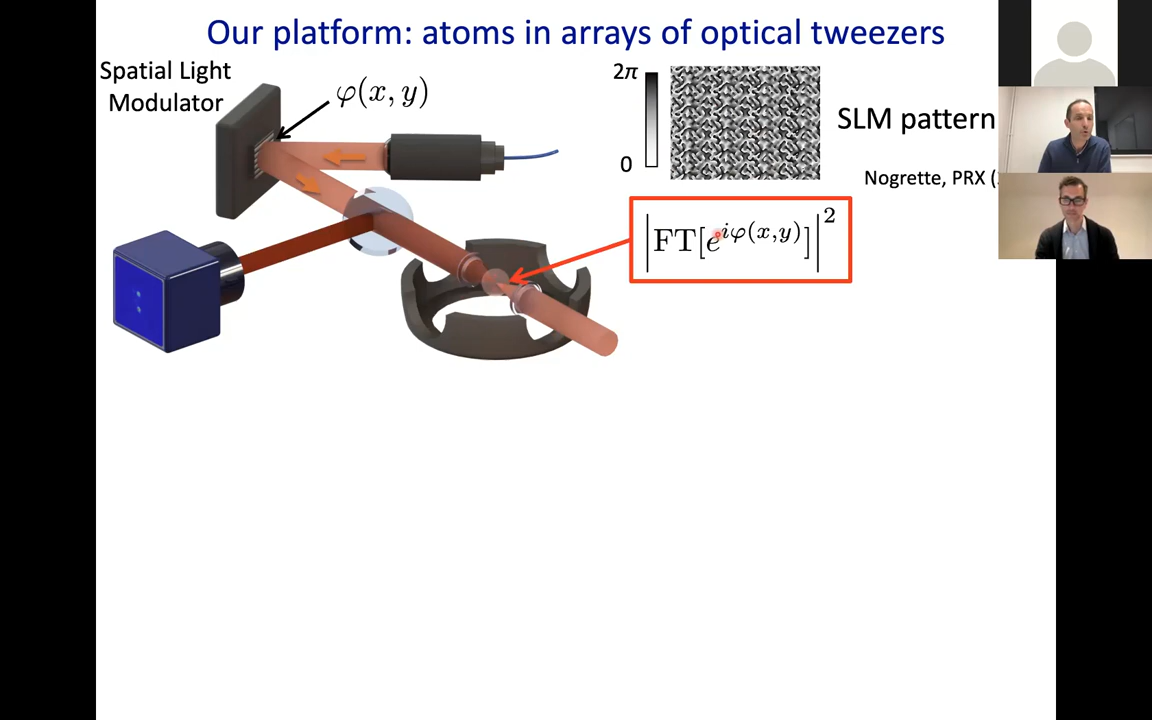 Our platform: atoms in arrays of optical tweezers
Spatial Light
Modulator
φ(x, y)
2π
0
SLM pattern
Nogrette, PRX (
|FT[e^{iφ(x,y)}]|^2